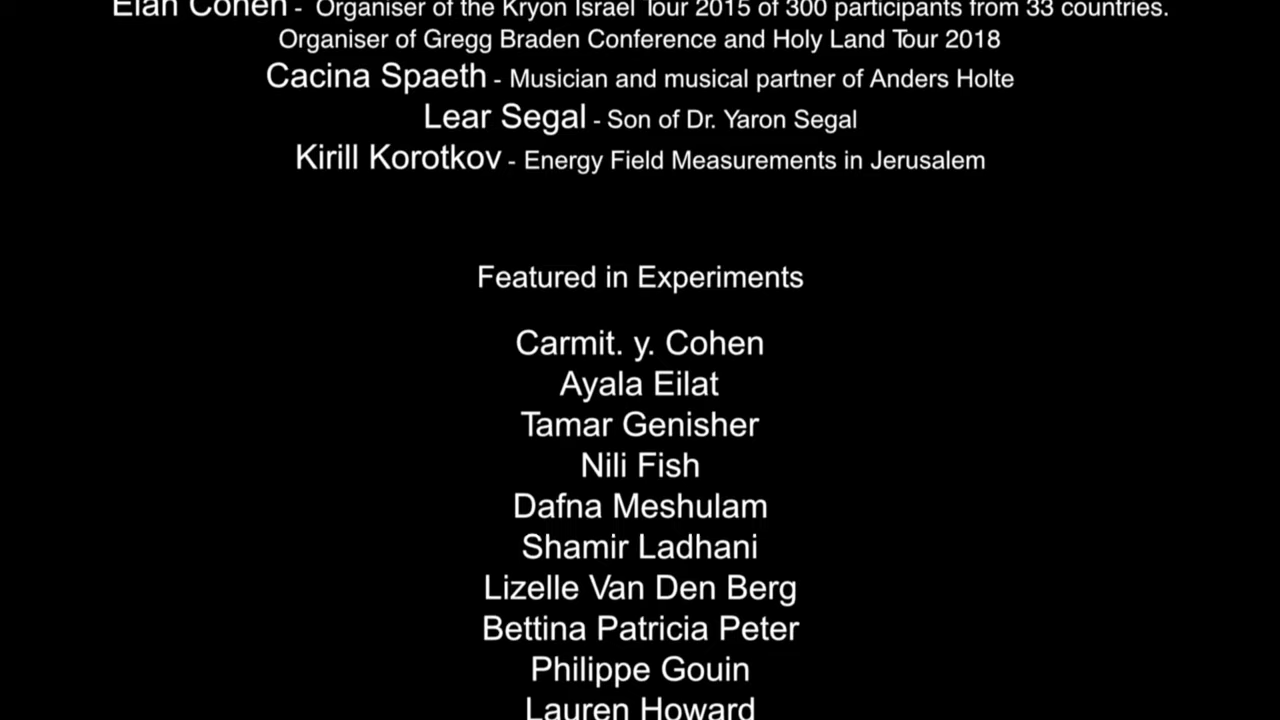 Elan Cohen - Organiser of the Kryon Israel Tour 2015 of 300 participants from 33 countries.
Organiser of Gregg Braden Conference and Holy Land Tour 2018
Cacina Spaeth - Musician and musical partner of Anders Holte
Lear Segal - Son of Dr. Yaron Segal
Kirill Korotkov - Energy Field Measurements in Jerusalem
Featured in Experiments
Carmit. y. Cohen
Ayala Eilat
Tamar Genisher
Nili Fish
Dafna Meshulam
Shamir Ladhani
Lizelle Van Den Berg
Bettina Patricia Peter
Philippe Gouin
Lauren Howard